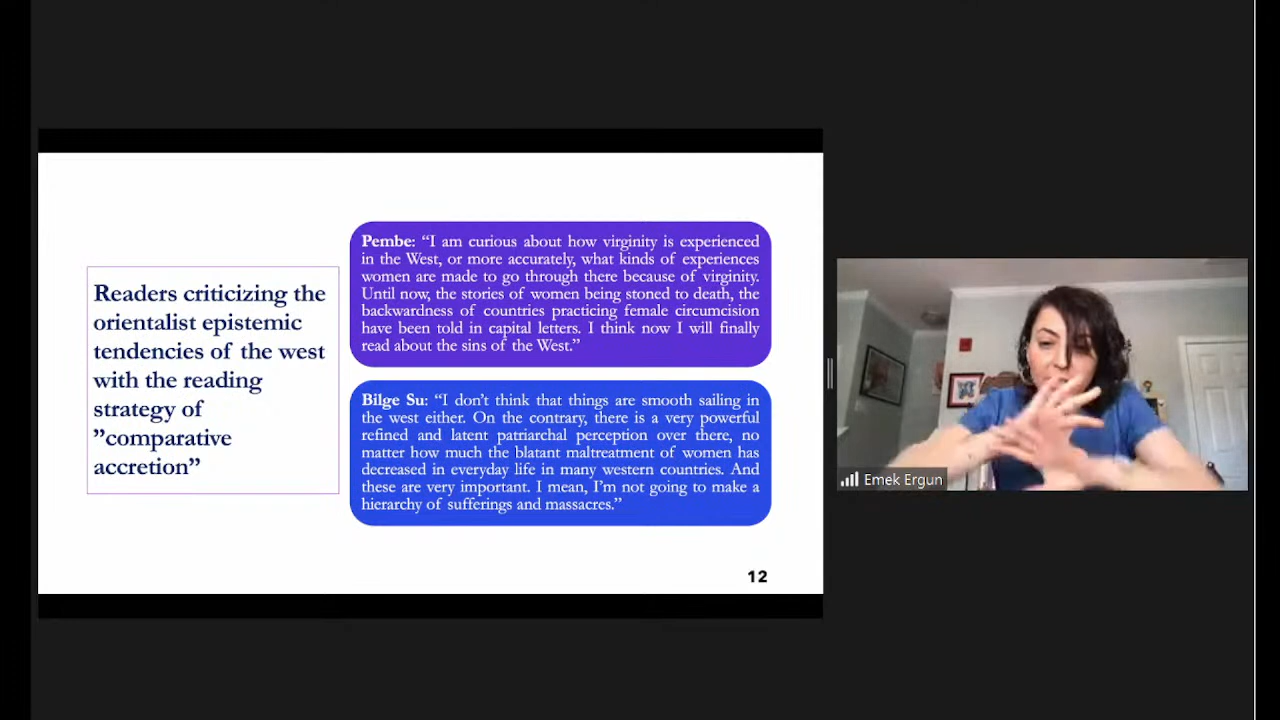 Readers criticizing the
orientalist epistemic
tendencies of the west
with the reading
strategy of
”comparative
accretion”
Pembe: “I am curious about how virginity is experienced
in the West, or more accurately, what kinds of experiences
women are made to go through there because of virginity.
Until now, the stories of women being stoned to death, the
backwardness of countries practicing female circumcision
have been told in capital letters. I think now I will finally
read about the sins of the West.”
Bilge Su: “I don’t think that things are smooth sailing in
the west either. On the contrary, there is a very powerful
refined and latent patriarchal perception over there, no
matter how much the blatant maltreatment of women has
decreased in everyday life in many western countries. And
these are very important. I mean, I’m not going to make a
hierarchy of sufferings and massacres.”
12
Emek Ergun